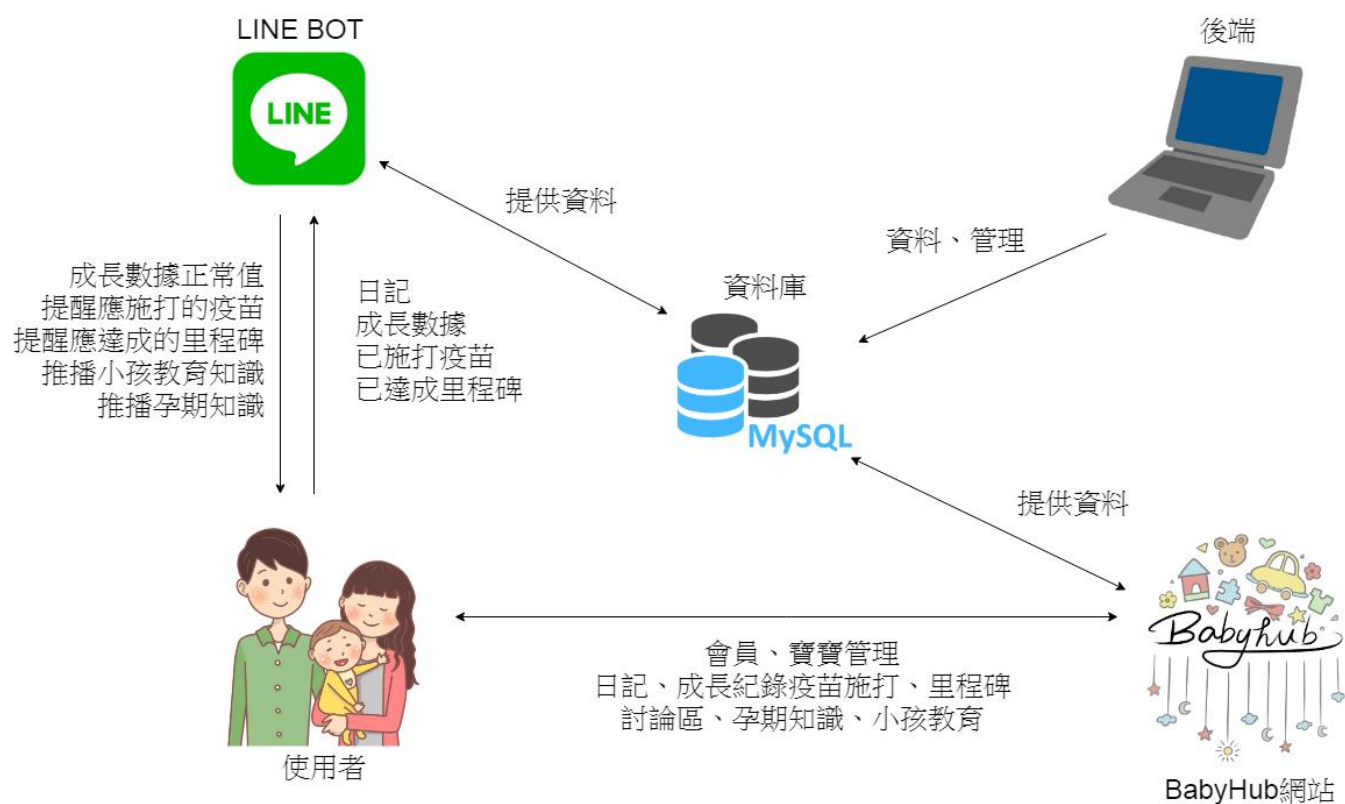 LINE BOT
LINE
後端
提供資料
資料、管理
成長數據正常值
提醒應施打的疫苗
提醒應達成的里程碑
推播小孩教育知識
推播孕期知識
日記
成長數據
已施打疫苗
已達成里程碑
資料庫
MySQL
提供資料
會員、寶寶管理
日記、成長紀錄疫苗施打、里程碑
討論區、孕期知識、小孩教育
Babyhub
使用者
BabyHub網站